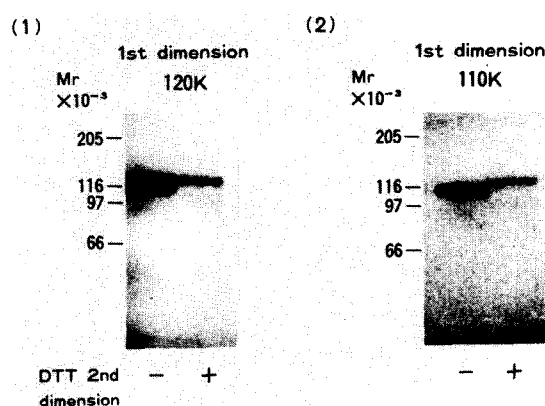 (1)
1st dimension
Mr
×10⁻³
120K
205
116
97
66
DTT 2nd
dimension
− +
(2)
1st dimension
Mr
×10⁻³
110K
205
116
97
66
− +